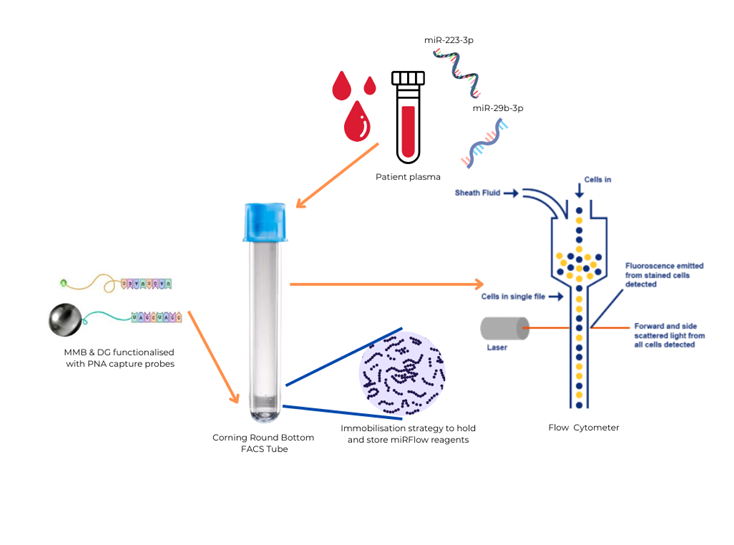 miR-223-3p
miR-29b-3p
Patient plasma
Cells in
Sheath Fluid
Fluoroscence emitted
from stained cells
detected
Cells in single file
Forward and side
scattered light from
all cells detected
Laser
MMB & DG functionalised
with PNA capture probes
Immobilisation strategy to hold
and store miRFlow reagents
Flow Cytometer
Corning Round Bottom
FACS Tube